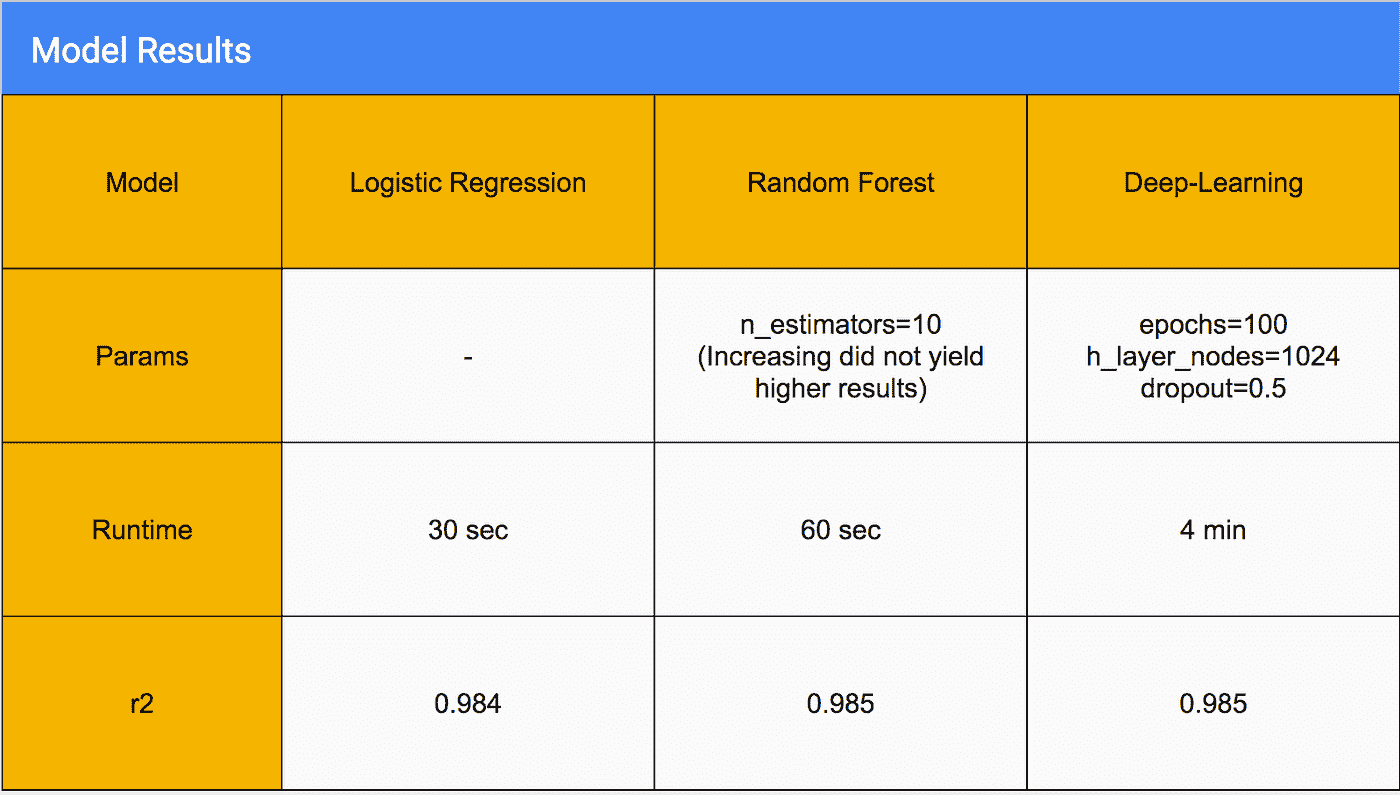 Model Results
Model
Logistic Regression
Random Forest
Deep-Learning
Params
-
n_estimators=10
(Increasing did not yield
higher results)
epochs=100
h_layer_nodes=1024
dropout=0.5
Runtime
30 sec
60 sec
4 min
r2
0.984
0.985
0.985